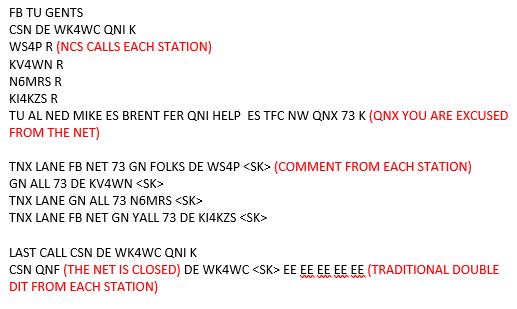 FB TU GENTS
CSN DE WK4WC QNI K
WS4P R (NCS CALLS EACH STATION)
KV4WN R
N6MRS R
KI4KZS R
TU AL NED MIKE ES BRENT FER QNI HELP  ES TFC NW QNX 73 K (QNX YOU ARE EXCUSED
FROM THE NET)
TNX LANE FB NET 73 GN FOLKS DE WS4P <SK> (COMMENT FROM EACH STATION)
GN ALL 73 DE KV4WN <SK>
TNX LANE GN ALL 73 N6MRS <SK>
TNX LANE FB NET GN YALL 73 DE KI4KZS <SK>
LAST CALL CSN DE WK4WC QNI K
CSN QNF (THE NET IS CLOSED) DE WK4WC <SK> EE EE EE EE EE (TRADITIONAL DOUBLE
DIT FROM EACH STATION)